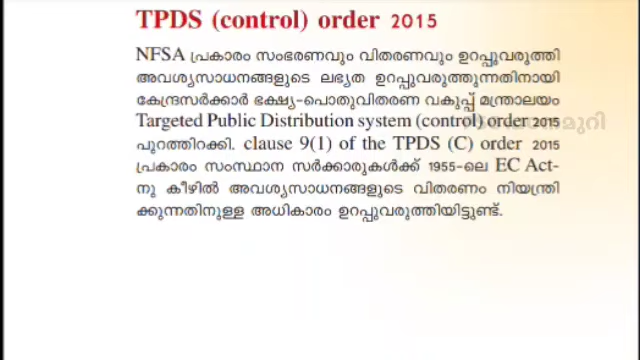 TPDS (control) order 2015
NFSA പ്രകാരം സംഭരണവും വിതരണവും ഉറപ്പുവരുത്തി
അവശ്യസാധനങ്ങളുടെ ലഭ്യത ഉറപ്പുവരുത്തുന്നതിനായി
കേന്ദ്രസർക്കാർ ഭക്ഷ്യ-പൊതുവിതരണ വകുപ്പ് മന്ത്രാലയം
Targeted Public Distribution system (control) order 2015
പുറത്തിറക്കി. clause 9(1) of the TPDS (C) order 2015
പ്രകാരം സംസ്ഥാന സർക്കാരുകൾക്ക് 1955-ലെ EC Act-
നു കീഴിൽ അവശ്യസാധനങ്ങളുടെ വിതരണം നിയന്ത്രി
ക്കുന്നതിനുള്ള അധികാരം ഉറപ്പുവരുത്തിയിട്ടുണ്ട്.